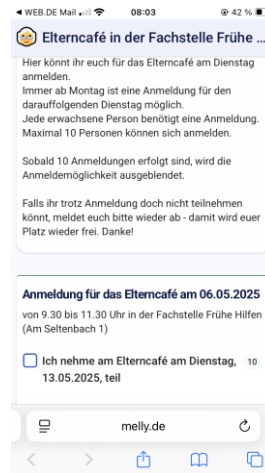 ◀ WEB.DE Mail 08:03 42 %
Elterncafé in der Fachstelle Frühe ...
Hier könnt ihr euch für das Elterncafé am Dienstag
anmelden.
Immer ab Montag ist eine Anmeldung für den
darauffolgenden Dienstag möglich.
Jede erwachsene Person benötigt eine Anmeldung.
Maximal 10 Personen können sich anmelden.
Sobald 10 Anmeldungen erfolgt sind, wird die
Anmeldemöglichkeit ausgeblendet.
Falls ihr trotz Anmeldung doch nicht teilnehmen
könnt, meldet euch bitte wieder ab - damit wird euer
Platz wieder frei. Danke!
Anmeldung für das Elterncafé am 06.05.2025
von 9.30 bis 11.30 Uhr in der Fachstelle Frühe Hilfen
(Am Seltenbach 1)
Ich nehme am Elterncafé am Dienstag, 10
13.05.2025, teil
melly.de